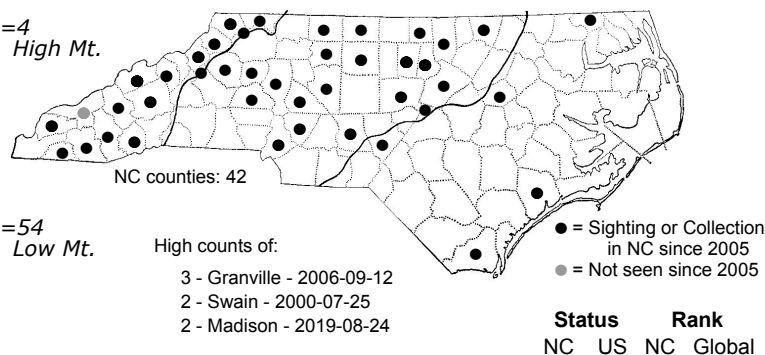 =4
High Mt.
NC counties: 42
=54
Low Mt.
High counts of:
3 - Granville - 2006-09-12
2 - Swain - 2000-07-25
2 - Madison - 2019-08-24
● = Sighting or Collection
in NC since 2005
● = Not seen since 2005
Status Rank
NC US NC Global